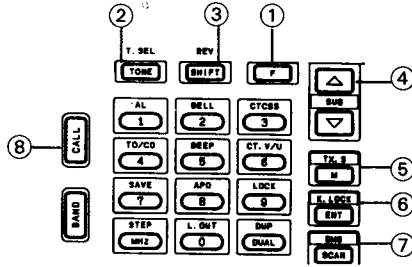 ② ③ ①
T. SEL REV
TONE SHIFT F ④
SUB
AL BELL CTCSS
1 2 3
⑧ CALL
TO/CO BEEP CT. V/U TX. S
4 5 6 M ⑤
SAVE APO LOCK K. LOCK
7 8 9 ENT ⑥
BAND
STEP L. OUT DUP
MHZ 0 DUAL SCAN ⑦